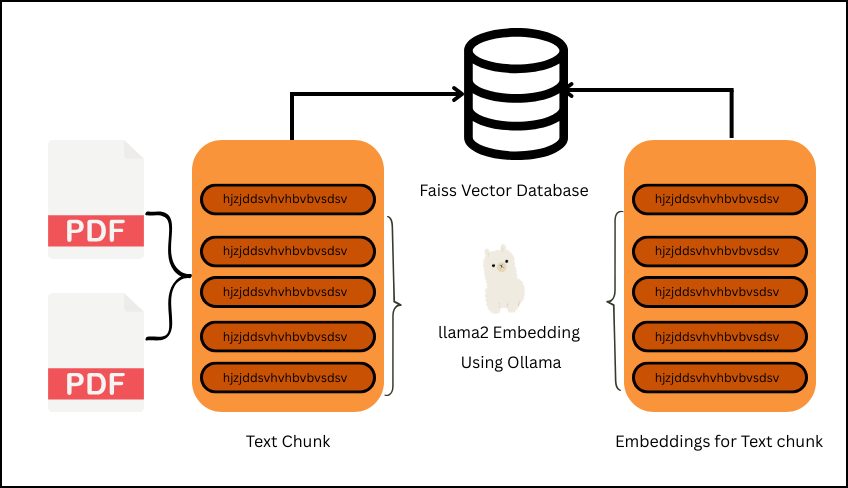 Faiss Vector Database
PDF
PDF
hjzjddsvhvhbvbvsdsv
hjzjddsvhvhbvbvsdsv
hjzjddsvhvhbvbvsdsv
hjzjddsvhvhbvbvsdsv
hjzjddsvhvhbvbvsdsv
Text Chunk
llama2 Embedding
Using Ollama
hjzjddsvhvhbvbvsdsv
hjzjddsvhvhbvbvsdsv
hjzjddsvhvhbvbvsdsv
hjzjddsvhvhbvbvsdsv
hjzjddsvhvhbvbvsdsv
Embeddings for Text chunk